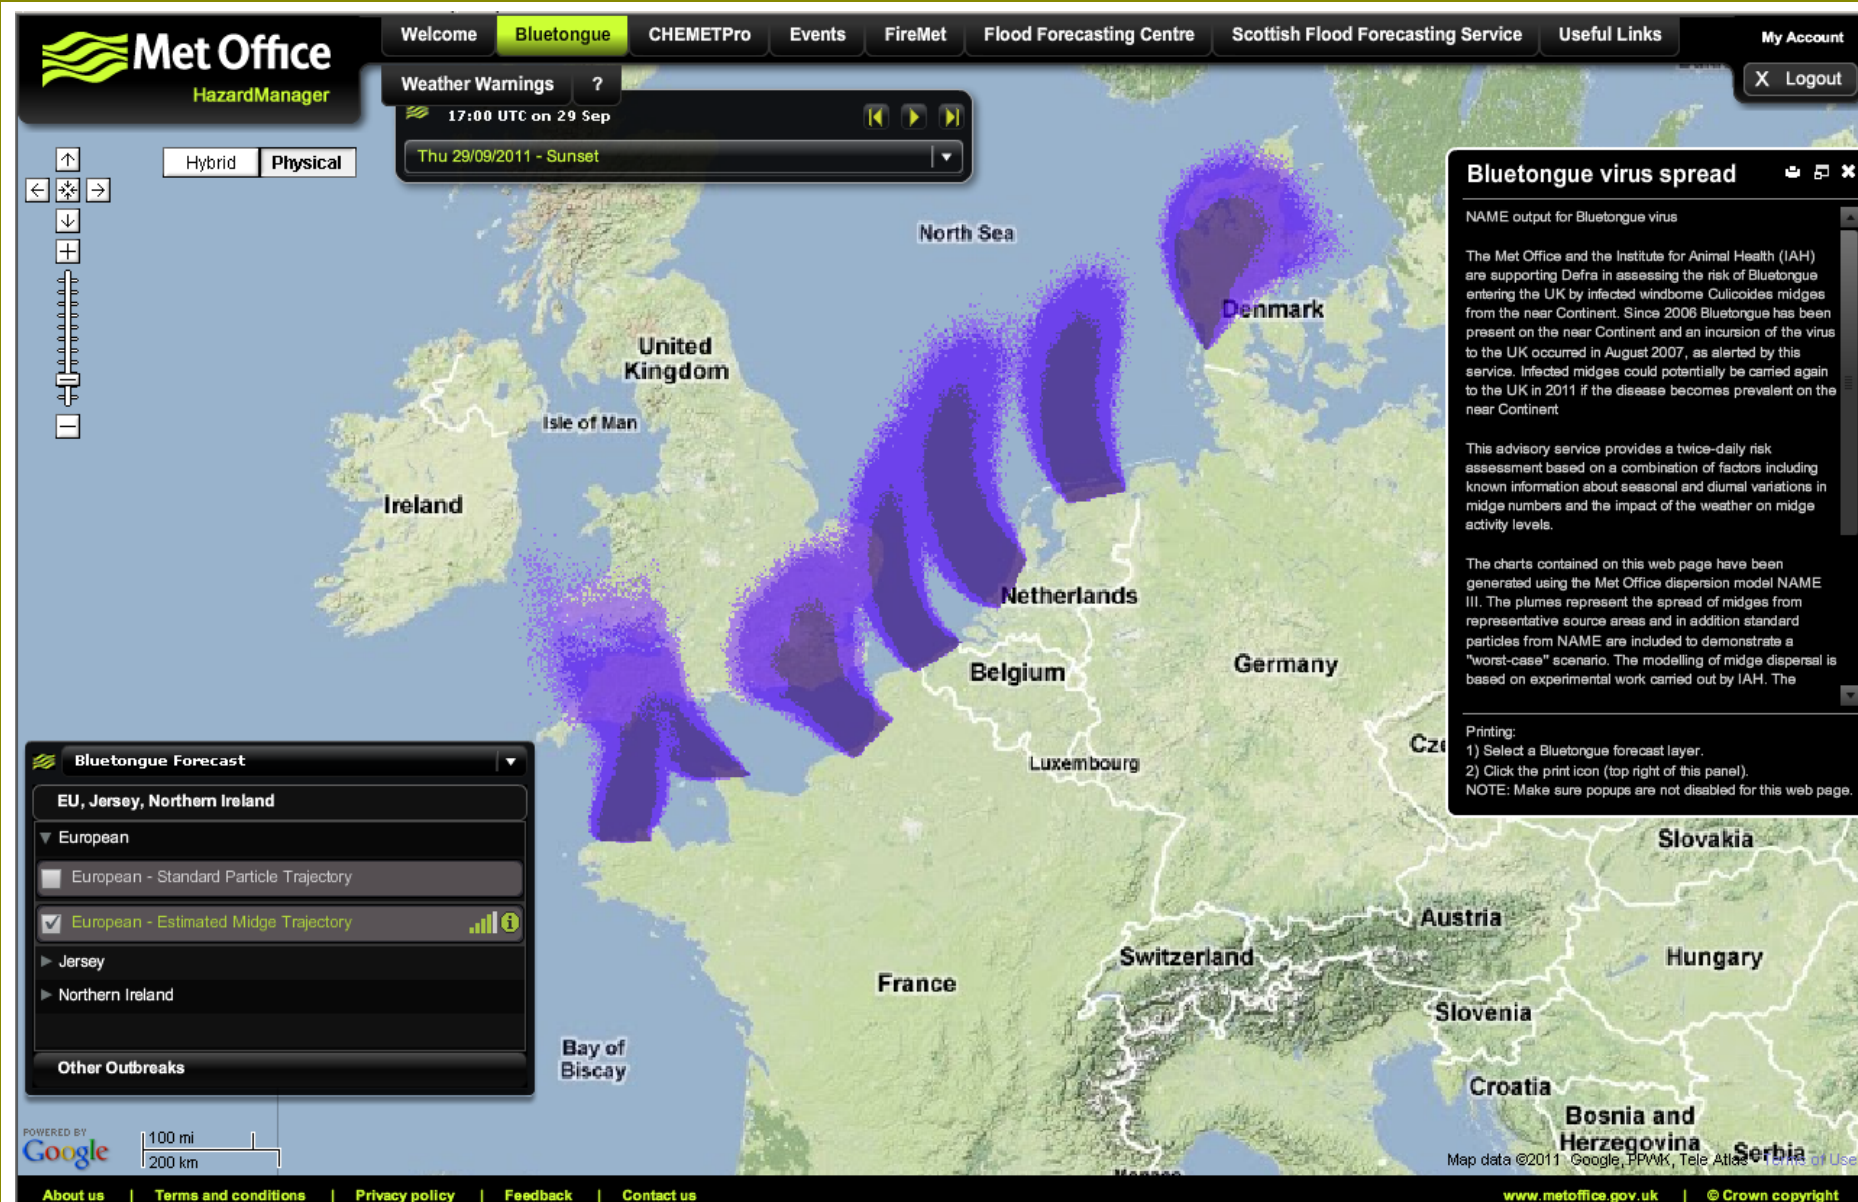 Met Office
HazardManager
Welcome
Bluetongue
CHEMETPro
Events
FireMet
Flood Forecasting Centre
Scottish Flood Forecasting Service
Useful Links
My Account
Weather Warnings
?
X Logout
17:00 UTC on 29 Sep
Thu 29/09/2011 - Sunset
Hybrid
Physical
North Sea
Denmark
United
Kingdom
Isle of Man
Ireland
Netherlands
Belgium
Germany
Luxembourg
Slovakia
Austria
Switzerland
Hungary
France
Slovenia
Bay of
Biscay
Croatia
Bosnia and
Herzegovina
Serbia
Bluetongue virus spread
NAME output for Bluetongue virus
The Met Office and the Institute for Animal Health (IAH)
are supporting Defra in assessing the risk of Bluetongue
entering the UK by infected windborne Culicoides midges
from the near Continent. Since 2006 Bluetongue has been
present on the near Continent and an incursion of the virus
to the UK occurred in August 2007, as alerted by this
service. Infected midges could potentially be carried again
to the UK in 2011 if the disease becomes prevalent on the
near Continent
This advisory service provides a twice-daily risk
assessment based on a combination of factors including
known information about seasonal and diurnal variations in
midge numbers and the impact of the weather on midge
activity levels.
The charts contained on this web page have been
generated using the Met Office dispersion model NAME
III. The plumes represent the spread of midges from
representative source areas and in addition standard
particles from NAME are included to demonstrate a
"worst-case" scenario. The modelling of midge dispersal is
based on experimental work carried out by IAH. The
Printing:
1) Select a Bluetongue forecast layer.
2) Click the print icon (top right of this panel).
NOTE: Make sure popups are not disabled for this web page.
Bluetongue Forecast
EU, Jersey, Northern Ireland
European
European - Standard Particle Trajectory
European - Estimated Midge Trajectory
Jersey
Northern Ireland
Other Outbreaks
POWERED BY
Google
100 mi
200 km
Map data ©2011 Google, PPWK, Tele Atlas - Terms of Use
About us | Terms and conditions | Privacy policy | Feedback | Contact us
www.metoffice.gov.uk | © Crown copyright